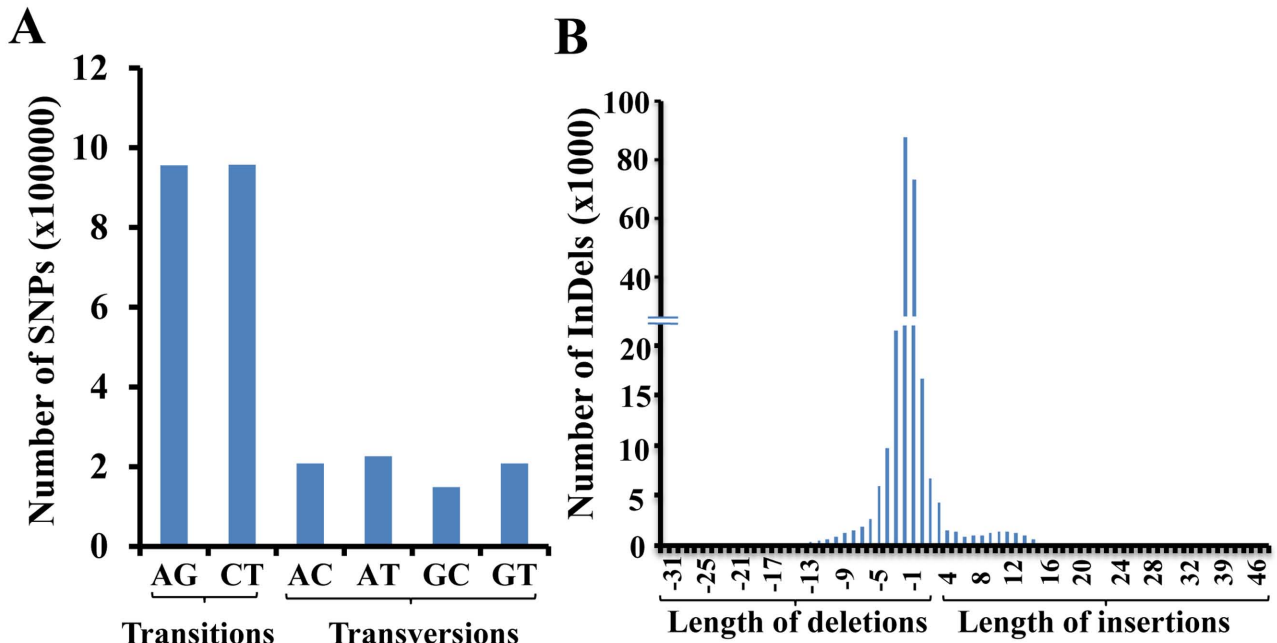 A
Number of SNPs (x100000)
12
10
8
6
4
2
0
AG CT AC AT GC GT
Transitions Transversions
B
Number of InDels (x1000)
100
80
60
40
20
15
10
5
0
-31 -25 -21 -17 -13 -9 -5 -1 4 8 12 16 20 24 28 32 39 46
Length of deletions Length of insertions